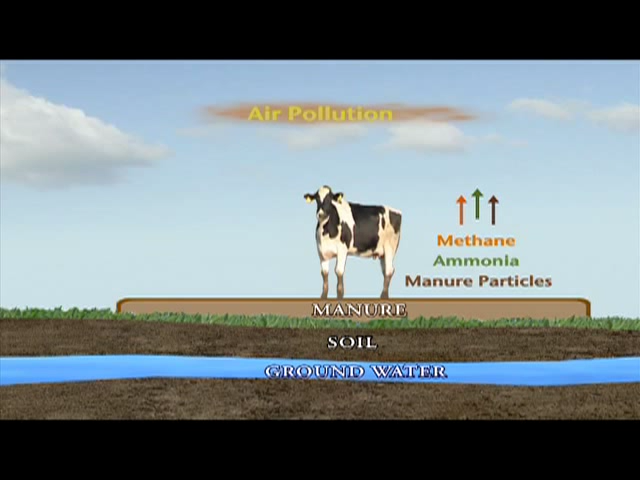 Air Pollution
Methane
Ammonia
Manure Particles
MANURE
SOIL
GROUND WATER